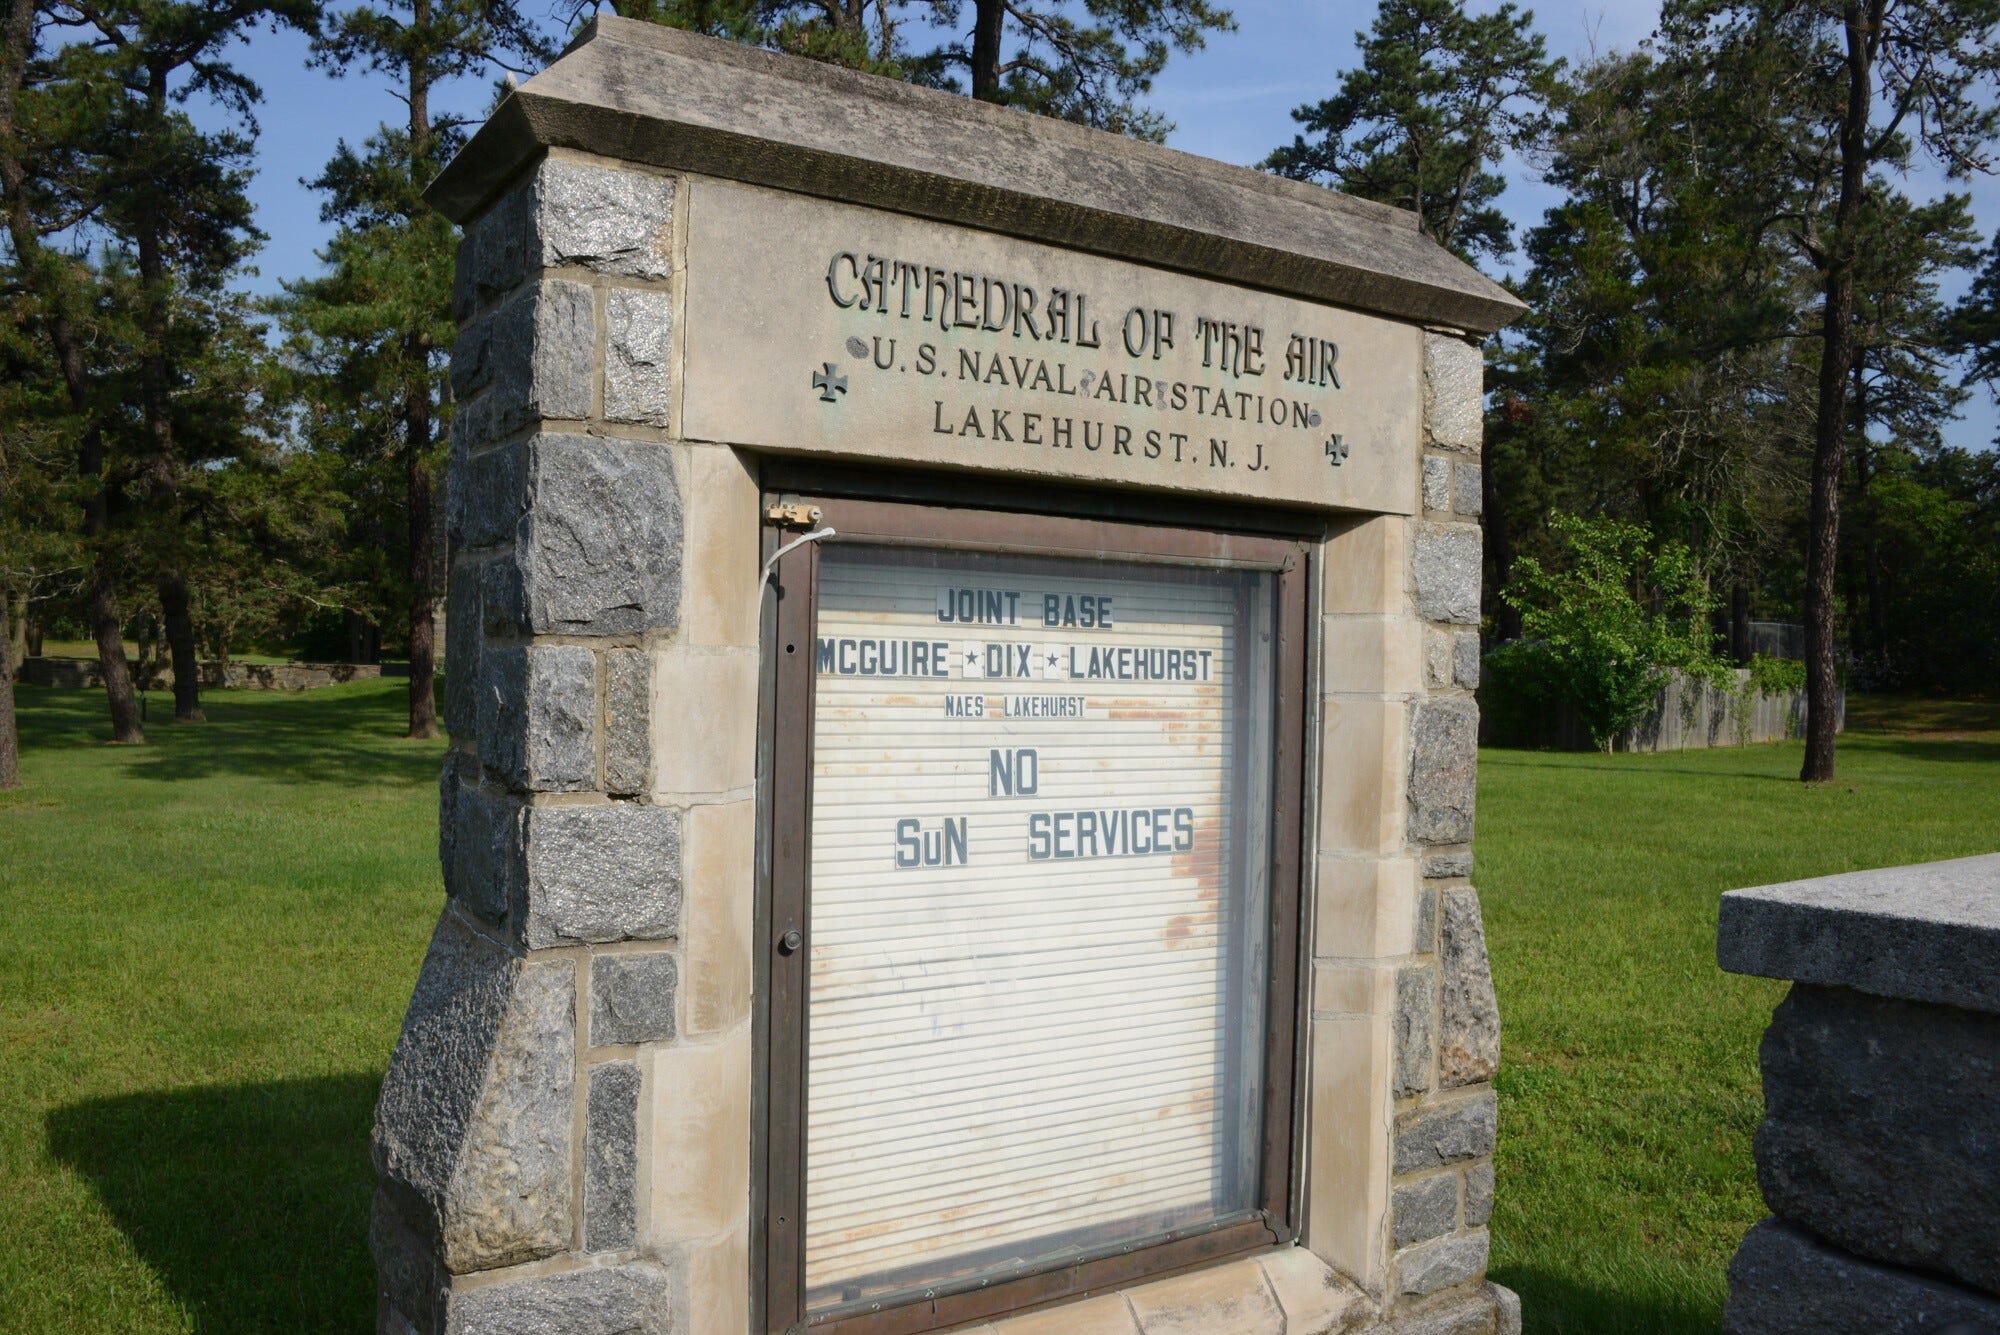 CATHEDRAL OF THE AIR
U.S. NAVAL AIR STATION
LAKEHURST, N. J.
JOINT BASE
MCGUIRE ★ DIX ★ LAKEHURST
NAES LAKEHURST
NO
SuN SERVICES